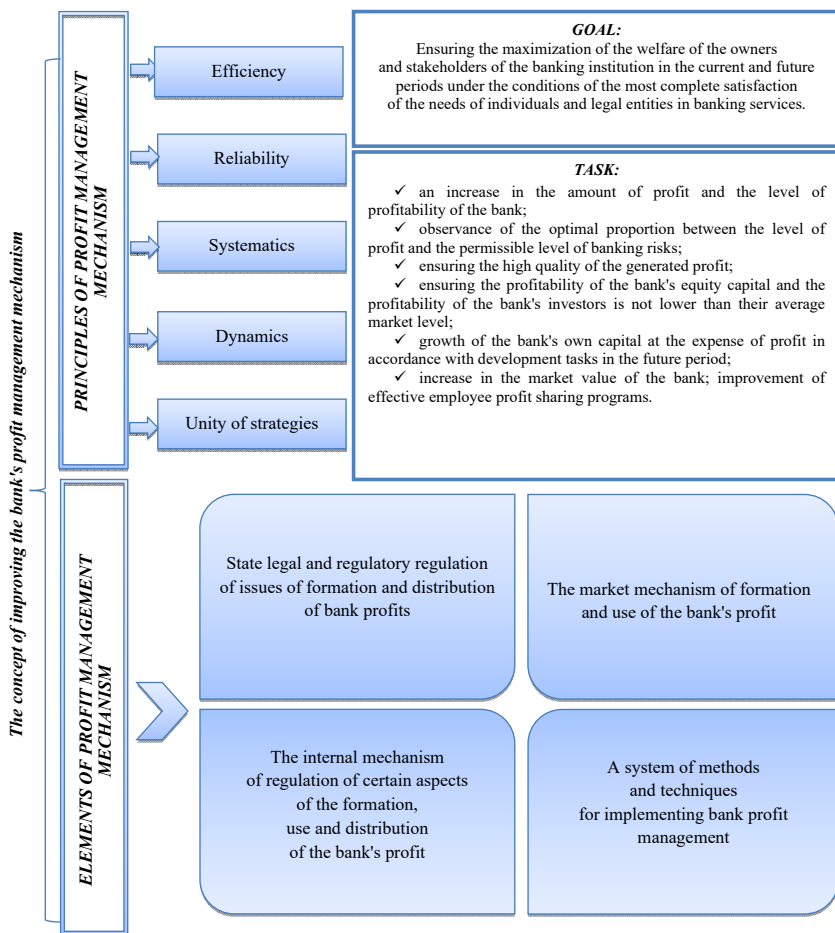 The concept of improving the bank's profit management mechanism
PRINCIPLES OF PROFIT MANAGEMENT
MECHANISM
Efficiency
Reliability
Systematics
Dynamics
Unity of strategies
GOAL:
Ensuring the maximization of the welfare of the owners
and stakeholders of the banking institution in the current and future
periods under the conditions of the most complete satisfaction
of the needs of individuals and legal entities in banking services.
TASK:
✓ an increase in the amount of profit and the level of
profitability of the bank;
✓ observance of the optimal proportion between the level of
profit and the permissible level of banking risks;
✓ ensuring the high quality of the generated profit;
✓ ensuring the profitability of the bank's equity capital and the
profitability of the bank's investors is not lower than their average
market level;
✓ growth of the bank's own capital at the expense of profit in
accordance with development tasks in the future period;
✓ increase in the market value of the bank; improvement of
effective employee profit sharing programs.
ELEMENTS OF PROFIT MANAGEMENT
MECHANISM
State legal and regulatory regulation
of issues of formation and distribution
of bank profits
The market mechanism of formation
and use of the bank's profit
The internal mechanism
of regulation of certain aspects
of the formation,
use and distribution
of the bank's profit
A system of methods
and techniques
for implementing bank profit
management